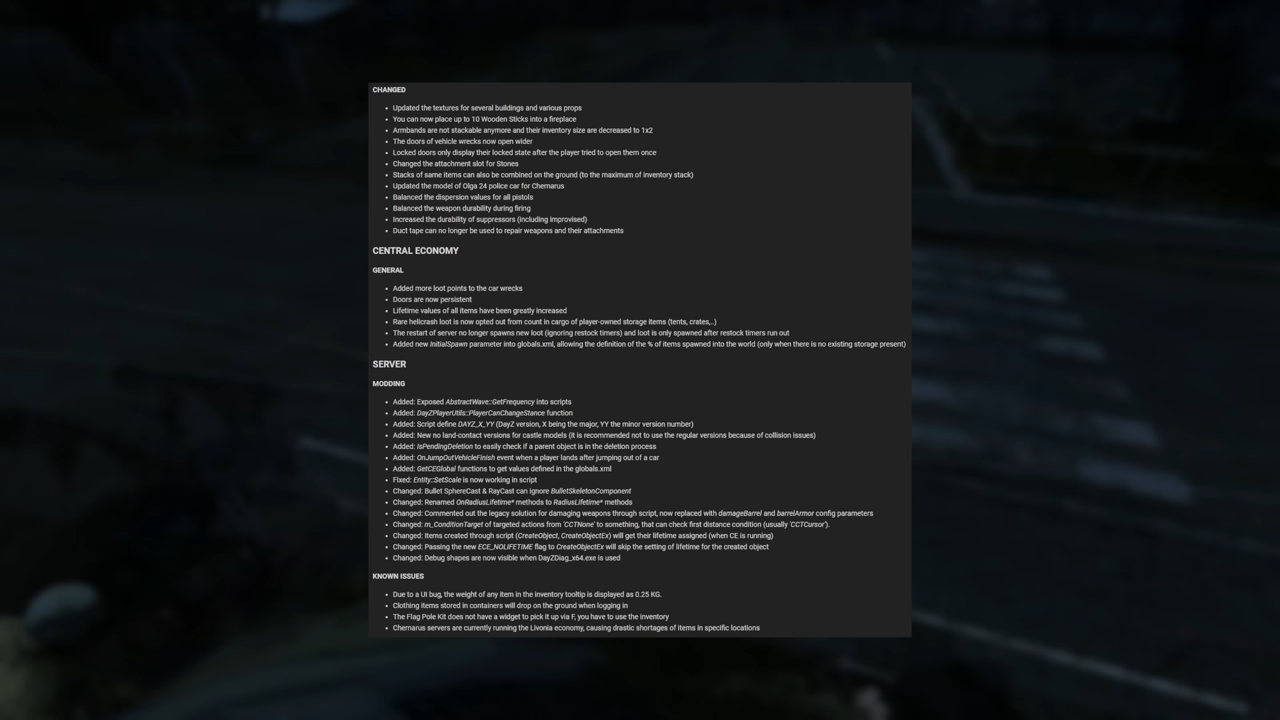 CHANGED
• Updated the textures for several buildings and various props
• You can now place up to 10 Wooden Sticks into a fireplace
• Armbands are not stackable anymore and their inventory size are decreased to 1x2
• The doors of vehicle wrecks now open wider
• Locked doors only display their locked state after the player tried to open them once
• Changed the attachment slot for Stones
• Stacks of same items can also be combined on the ground (to the maximum of inventory stack)
• Updated the model of Olga 24 police car for Chernarus
• Balanced the dispersion values for all pistols
• Balanced the weapon durability during firing
• Increased the durability of suppressors (including improvised)
• Duct tape can no longer be used to repair weapons and their attachments
CENTRAL ECONOMY
GENERAL
• Added more loot points to the car wrecks
• Doors are now persistent
• Lifetime values of all items have been greatly increased
• Rare helicrash loot is now opted out from count in cargo of player-owned storage items (tents, crates,..)
• The restart of server no longer spawns new loot (ignoring restock timers) and loot is only spawned after restock timers run out
• Added new InitialSpawn parameter into globals.xml, allowing the definition of the % of items spawned into the world (only when there is no existing storage present)
SERVER
MODDING
• Added: Exposed AbstractWave::GetFrequency into scripts
• Added: DayZPlayerUtils::PlayerCanChangeStance function
• Added: Script define DAYZ_X_YY (DayZ version, X being the major, YY the minor version number)
• Added: New no land-contact versions for castle models (it is recommended not to use the regular versions because of collision issues)
• Added: IsPendingDeletion to easily check if a parent object is in the deletion process
• Added: OnJumpOutVehicleFinish event when a player lands after jumping out of a car
• Added: GetCEGlobal functions to get values defined in the globals.xml
• Fixed: Entity::SetScale is now working in script
• Changed: Bullet SphereCast & RayCast can ignore BulletSkeletonComponent
• Changed: Renamed OnRadiusLifetime* methods to RadiusLifetime* methods
• Changed: Commented out the legacy solution for damaging weapons through script, now replaced with damageBarrel and barrelArmor config parameters
• Changed: m_ConditionTarget of targeted actions from 'CCTNone' to something, that can check first distance condition (usually 'CCTCursor').
• Changed: Items created through script (CreateObject, CreateObjectEx) will get their lifetime assigned (when CE is running)
• Changed: Passing the new ECE_NOLIFETIME flag to CreateObjectEx will skip the setting of lifetime for the created object
• Changed: Debug shapes are now visible when DayZDiag_x64.exe is used
KNOWN ISSUES
• Due to a UI bug, the weight of any item in the inventory tooltip is displayed as 0.25 KG.
• Clothing items stored in containers will drop on the ground when logging in
• The Flag Pole Kit does not have a widget to pick it up via F, you have to use the inventory
• Chernarus servers are currently running the Livonia economy, causing drastic shortages of items in specific locations